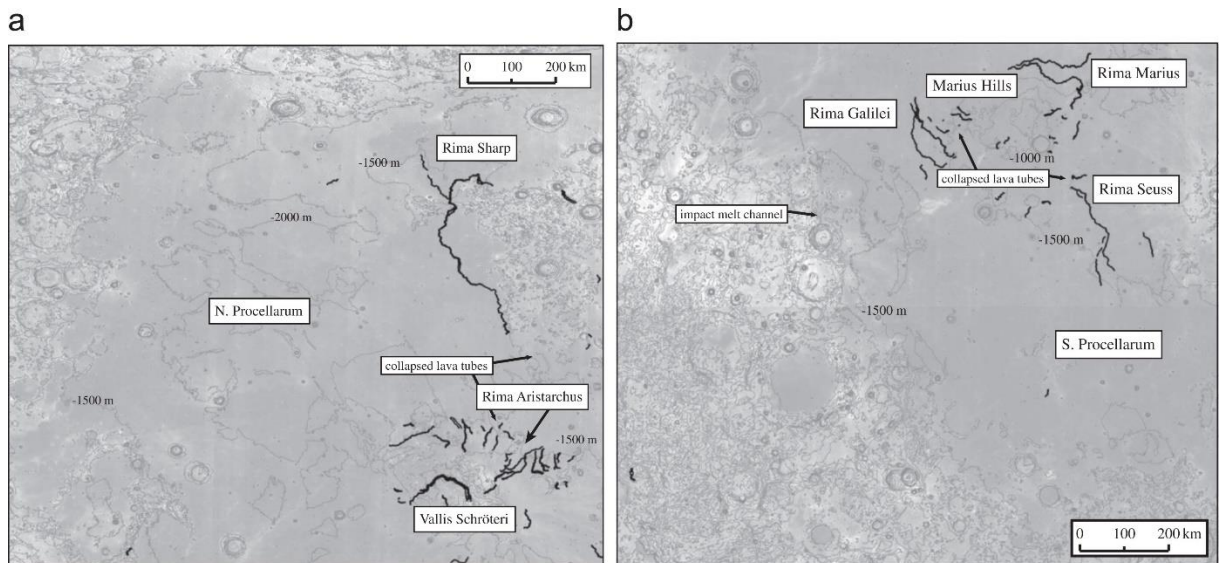 a
0 100 200 km
Rima Sharp
-1500 m
-2000 m
N. Procellarum
collapsed lava tubes
Rima Aristarchus
-1500 m
-1500 m
Vallis Schröteri
b
Rima Marius
Marius Hills
Rima Galilei
-1000 m
collapsed lava tubes
Rima Seuss
impact melt channel
-1500 m
-1500 m
S. Procellarum
0 100 200 km